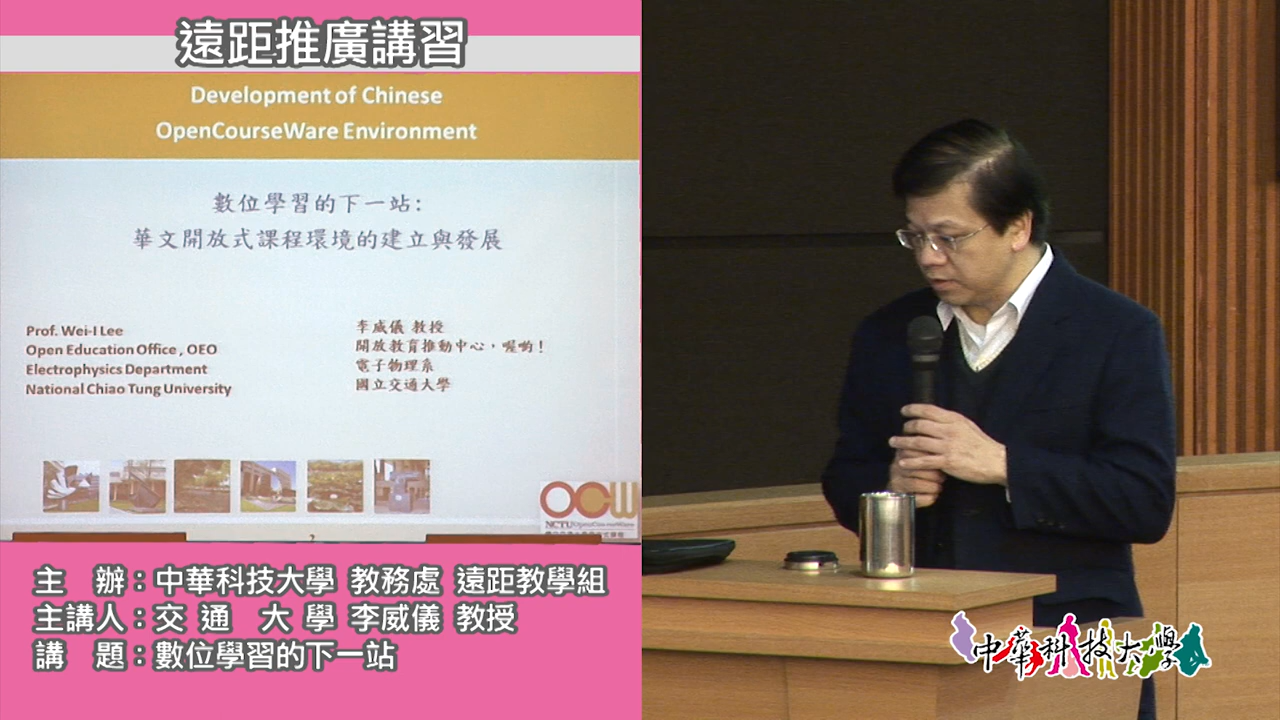 遠距推廣講習
Development of Chinese
OpenCourseWare Environment
數位學習的下一站:
華文開放式課程環境的建立與發展
Prof. Wei-I Lee
Open Education Office , OEO
Electrophysics Department
National Chiao Tung University
李威儀 教授
開放教育推動中心，喔喲！
電子物理系
國立交通大學
OCW
NCTU OpenCourseWare
主　辦：中華科技大學 教務處 遠距教學組
主講人：交 通　大 學 李威儀 教授
講　題：數位學習的下一站
中華科技大學